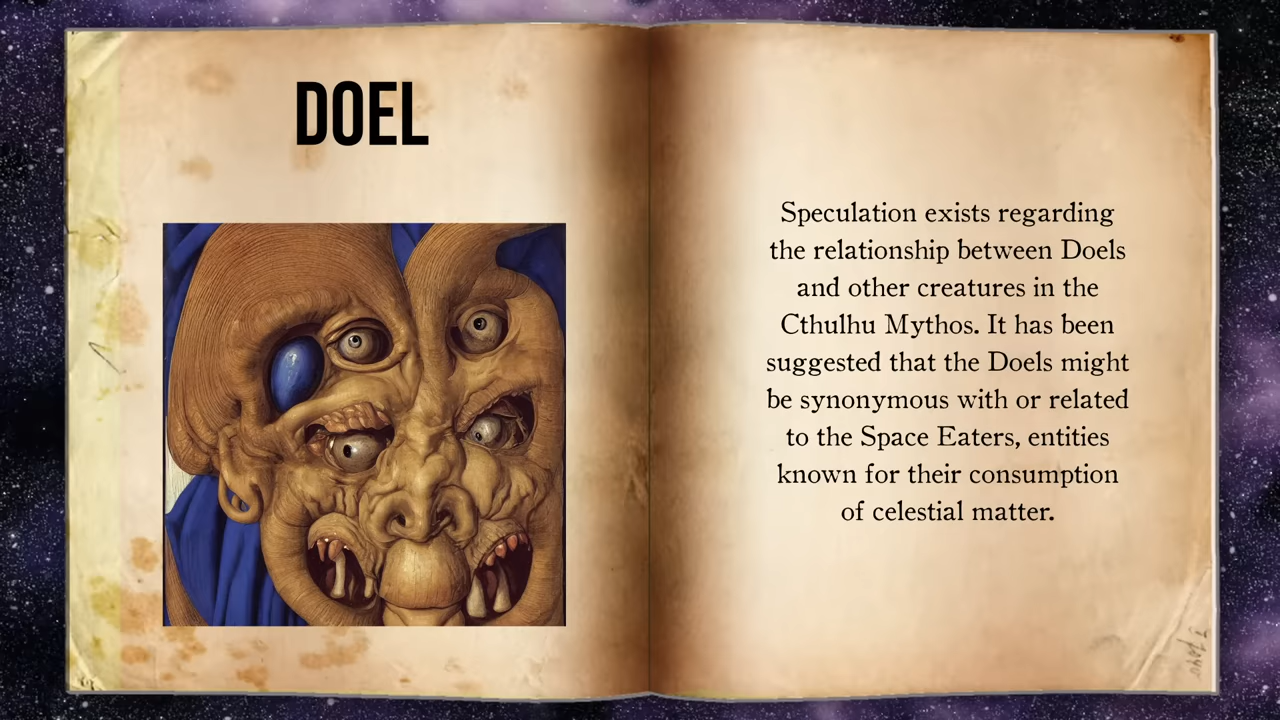 DOEL
Speculation exists regarding
the relationship between Doels
and other creatures in the
Cthulhu Mythos. It has been
suggested that the Doels might
be synonymous with or related
to the Space Eaters, entities
known for their consumption
of celestial matter.